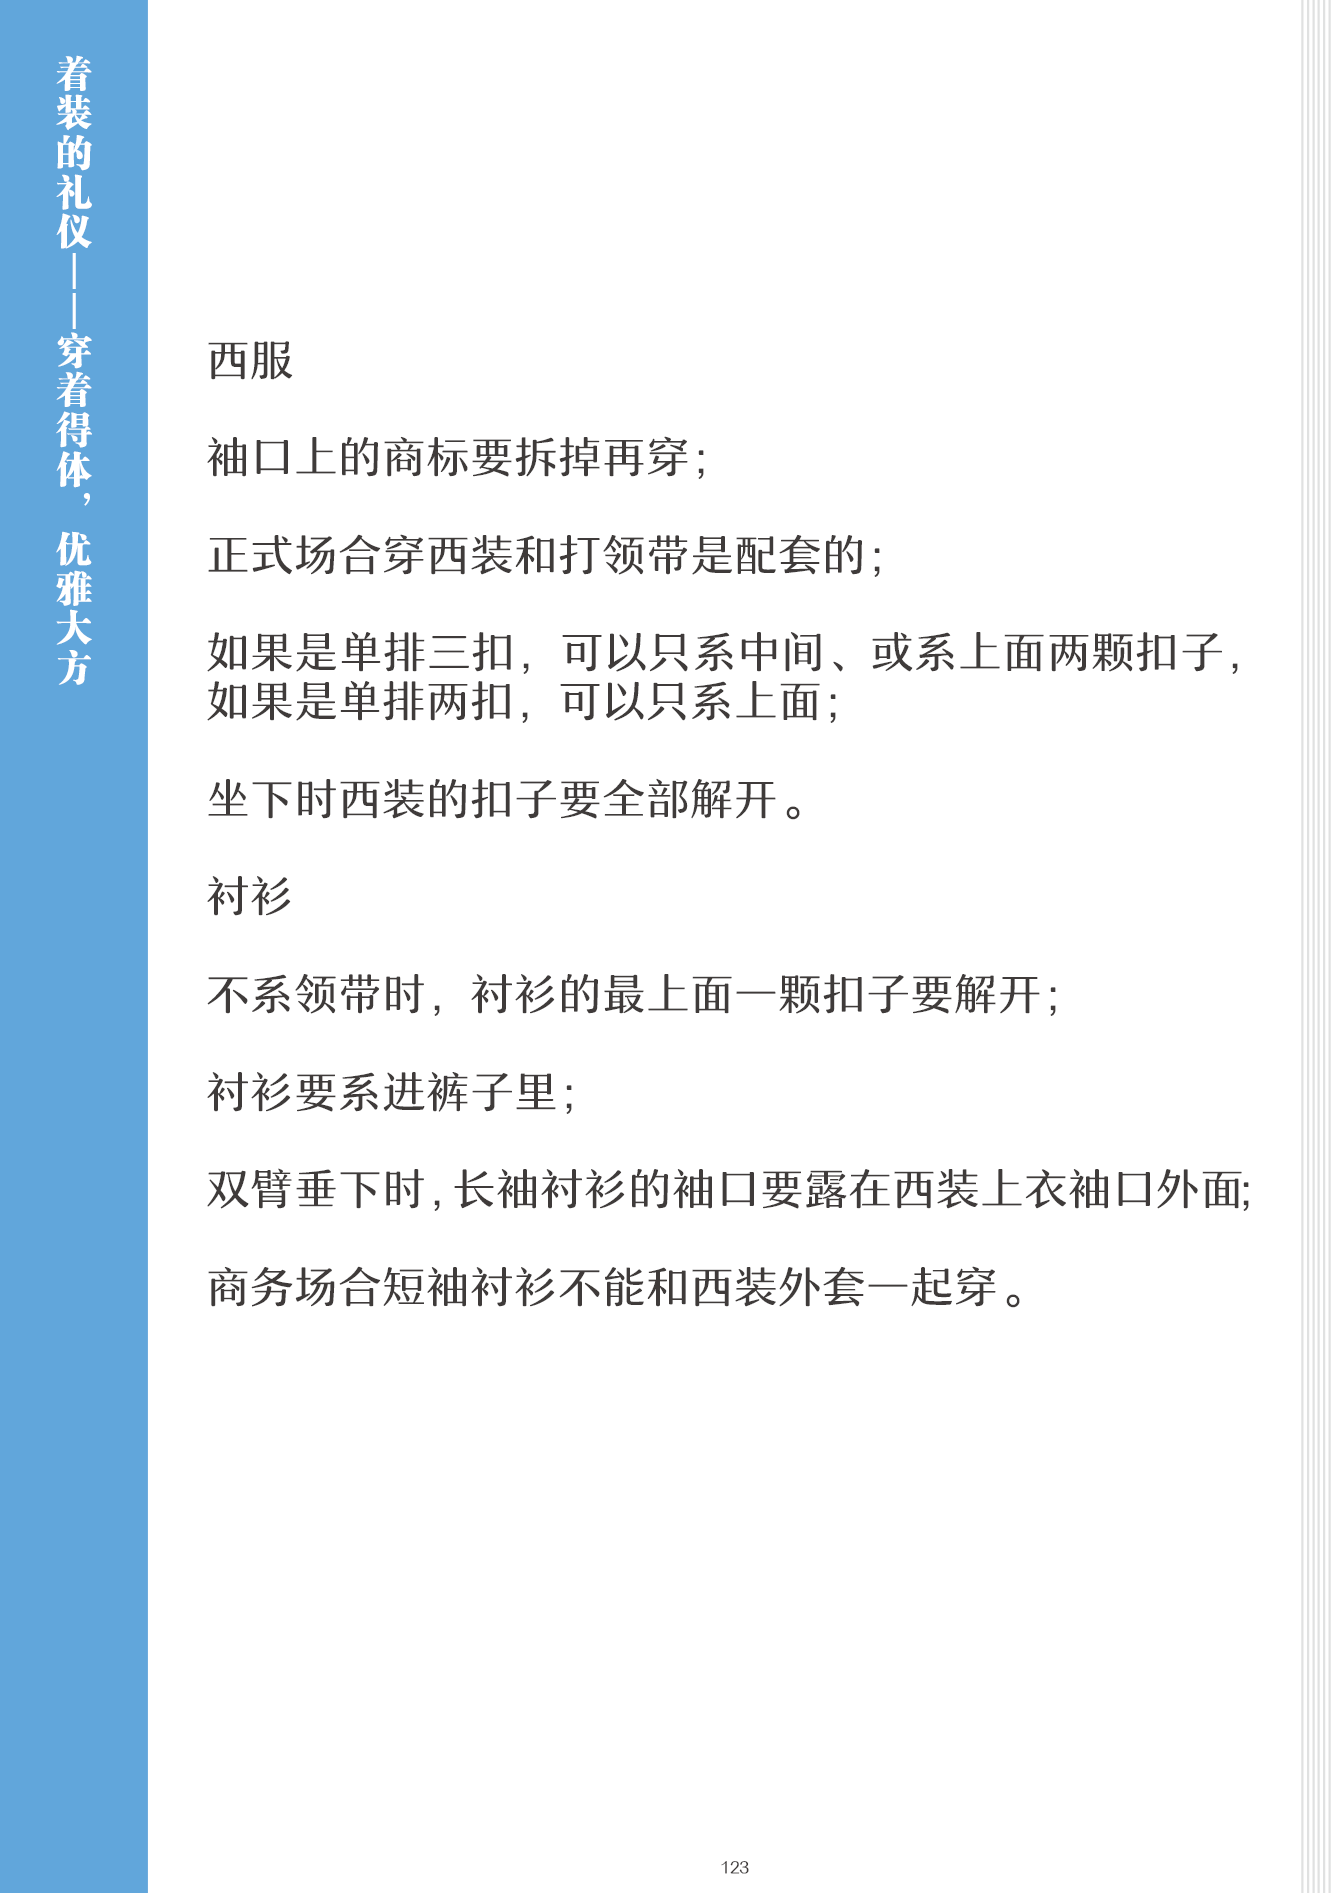 着装的礼仪——穿着得体，优雅大方
西服
袖口上的商标要拆掉再穿；
正式场合穿西装和打领带是配套的；
如果是单排三扣，可以只系中间、或系上面两颗扣子，
如果是单排两扣，可以只系上面；
坐下时西装的扣子要全部解开。
衬衫
不系领带时，衬衫的最上面一颗扣子要解开；
衬衫要系进裤子里；
双臂垂下时，长袖衬衫的袖口要露在西装上衣袖口外面；
商务场合短袖衬衫不能和西装外套一起穿。
123